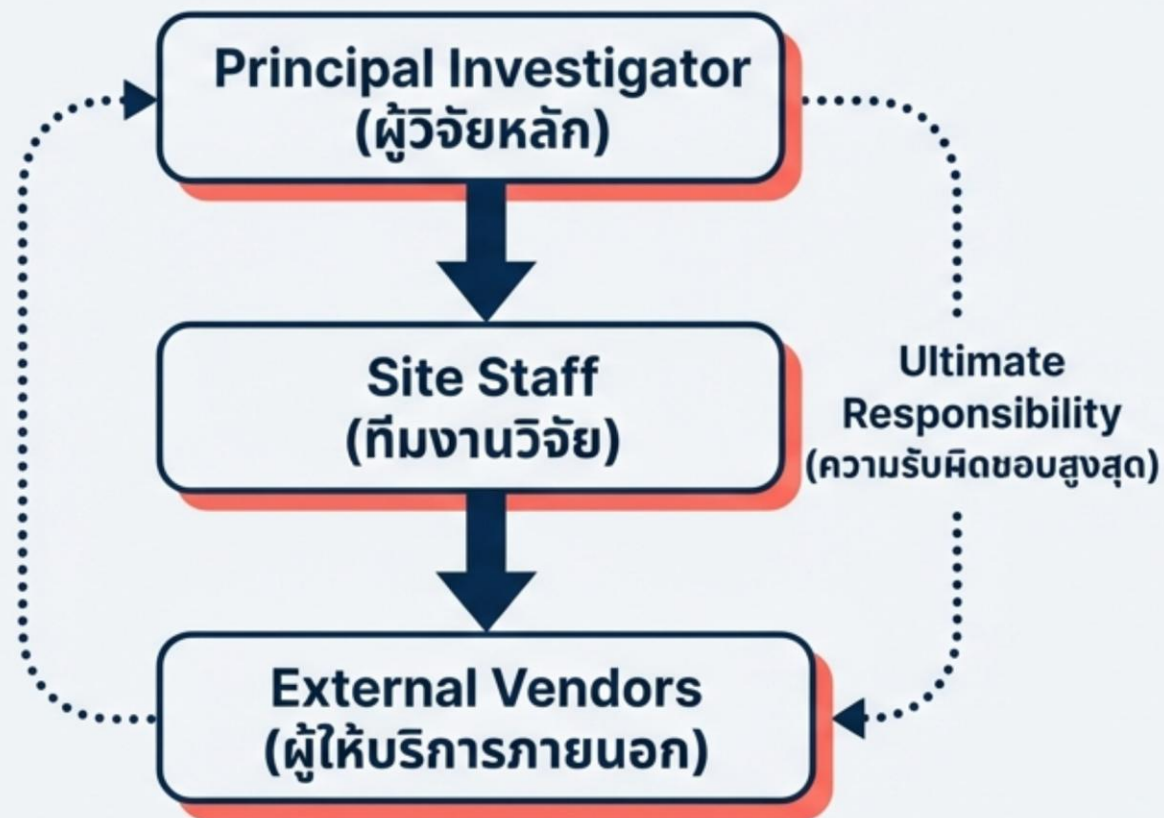 Principal Investigator
(ผู้วิจัยหลัก)
Site Staff
(ทีมงานวิจัย)
Ultimate
Responsibility
(ความรับผิดชอบสูงสุด)
External Vendors
(ผู้ให้บริการภายนอก)